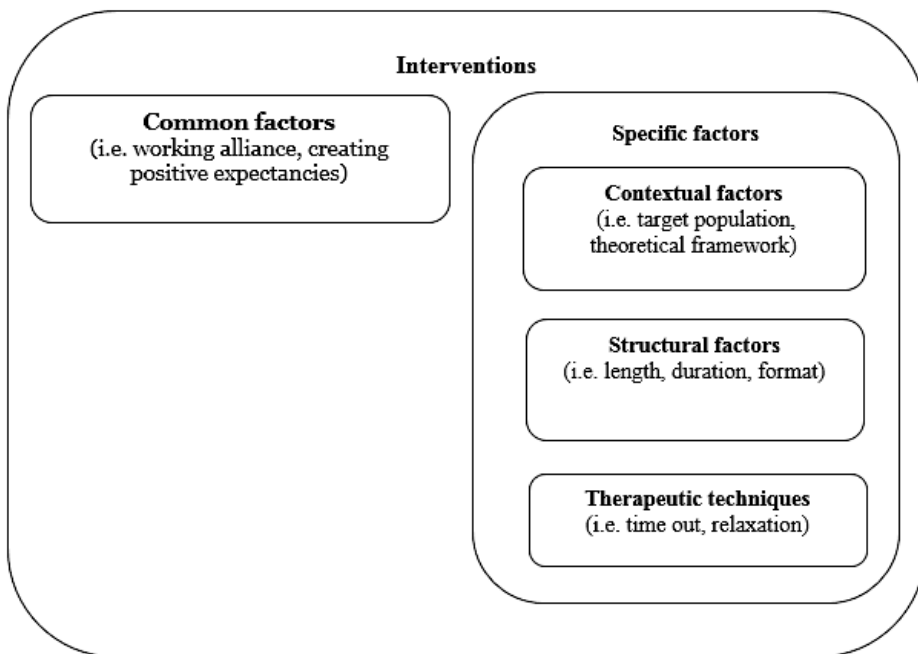 Interventions
Common factors
(i.e. working alliance, creating
positive expectancies)
Specific factors
Contextual factors
(i.e. target population,
theoretical framework)
Structural factors
(i.e. length, duration, format)
Therapeutic techniques
(i.e. time out, relaxation)